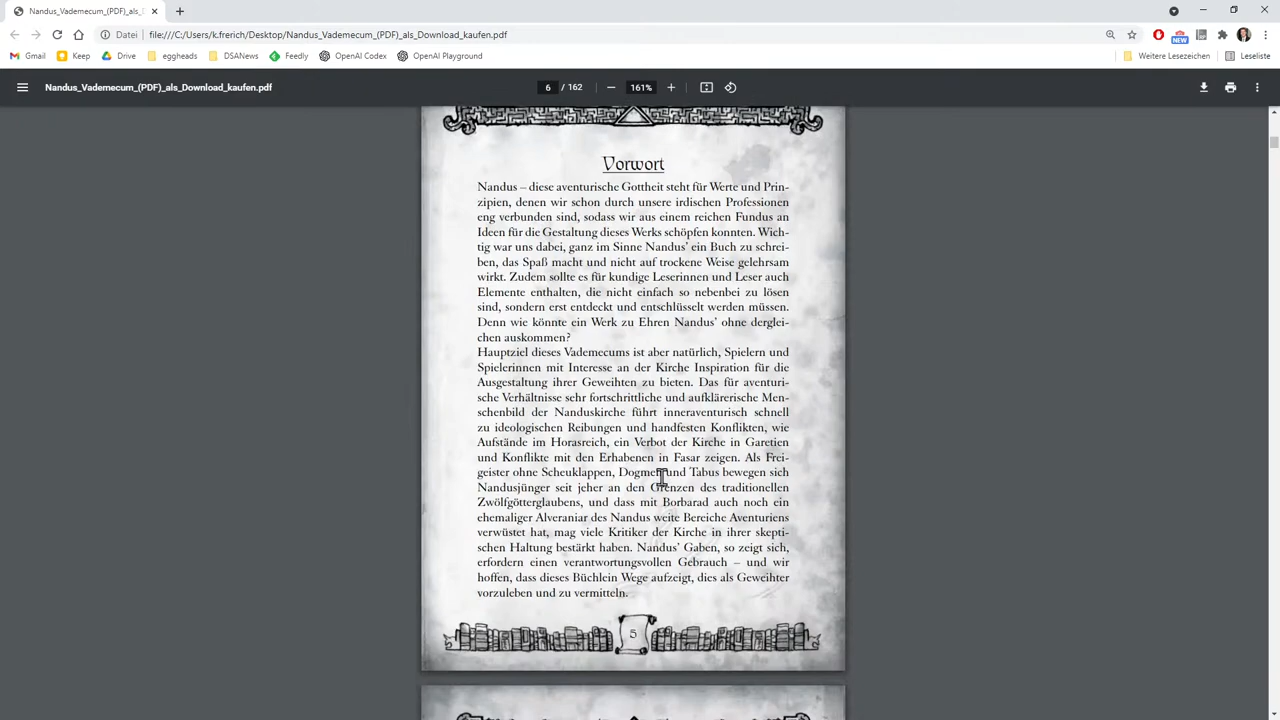 Nandus_Vademecum_(PDF)_als_
Datei
file:///C:/Users/k.frerich/Desktop/Nandus_Vademecum_(PDF)_als_Download_kaufen.pdf
NEW
Gmail
Keep
Drive
eggheads
DSANews
Feedly
OpenAI Codex
OpenAI Playground
Weitere Lesezeichen
Leseliste
Nandus_Vademecum_(PDF)_als_Download_kaufen.pdf
6 / 162
161%
Vorwort
Nandus – diese aventurische Gottheit steht für Werte und Prin-
zipien, denen wir schon durch unsere irdischen Professionen
eng verbunden sind, sodass wir aus einem reichen Fundus an
Ideen für die Gestaltung dieses Werks schöpfen konnten. Wich-
tig war uns dabei, ganz im Sinne Nandus’ ein Buch zu schrei-
ben, das Spaß macht und nicht auf trockene Weise gelehrsam
wirkt. Zudem sollte es für kundige Leserinnen und Leser auch
Elemente enthalten, die nicht einfach so nebenbei zu lösen
sind, sondern erst entdeckt und entschlüsselt werden müssen.
Denn wie könnte ein Werk zu Ehren Nandus’ ohne derglei-
chen auskommen?
Hauptziel dieses Vademecums ist aber natürlich, Spielern und
Spielerinnen mit Interesse an der Kirche Inspiration für die
Ausgestaltung ihrer Geweihten zu bieten. Das für aventuri-
sche Verhältnisse sehr fortschrittliche und aufklärerische Men-
schenbild der Nanduskirche führt inneraventurisch schnell
zu ideologischen Reibungen und handfesten Konflikten, wie
Aufstände im Horasreich, ein Verbot der Kirche in Garetien
und Konflikte mit den Erhabenen in Fasar zeigen. Als Frei-
geister ohne Scheuklappen, Dogmen und Tabus bewegen sich
Nandusjünger seit jeher an den Grenzen des traditionellen
Zwölfgötterglaubens, und dass mit Borbarad auch noch ein
ehemaliger Alveraniar des Nandus weite Bereiche Aventuriens
verwüstet hat, mag viele Kritiker der Kirche in ihrer skepti-
schen Haltung bestärkt haben. Nandus’ Gaben, so zeigt sich,
erfordern einen verantwortungsvollen Gebrauch – und wir
hoffen, dass dieses Büchlein Wege aufzeigt, dies als Geweihter
vorzuleben und zu vermitteln.
5